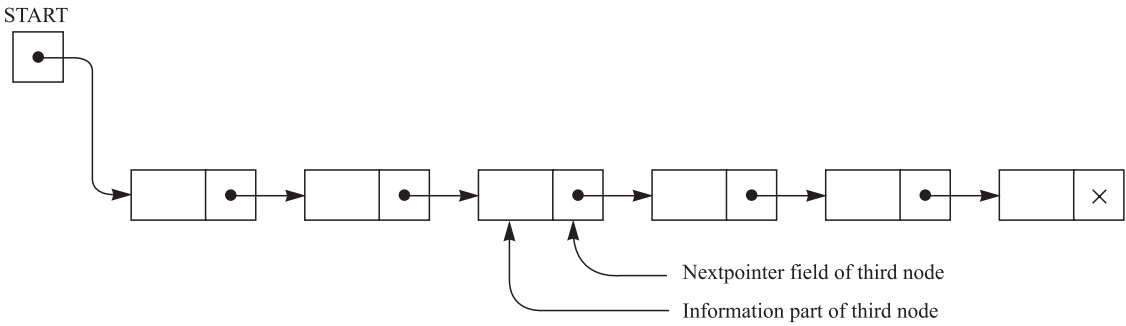 START
Nextpointer field of third node
Information part of third node